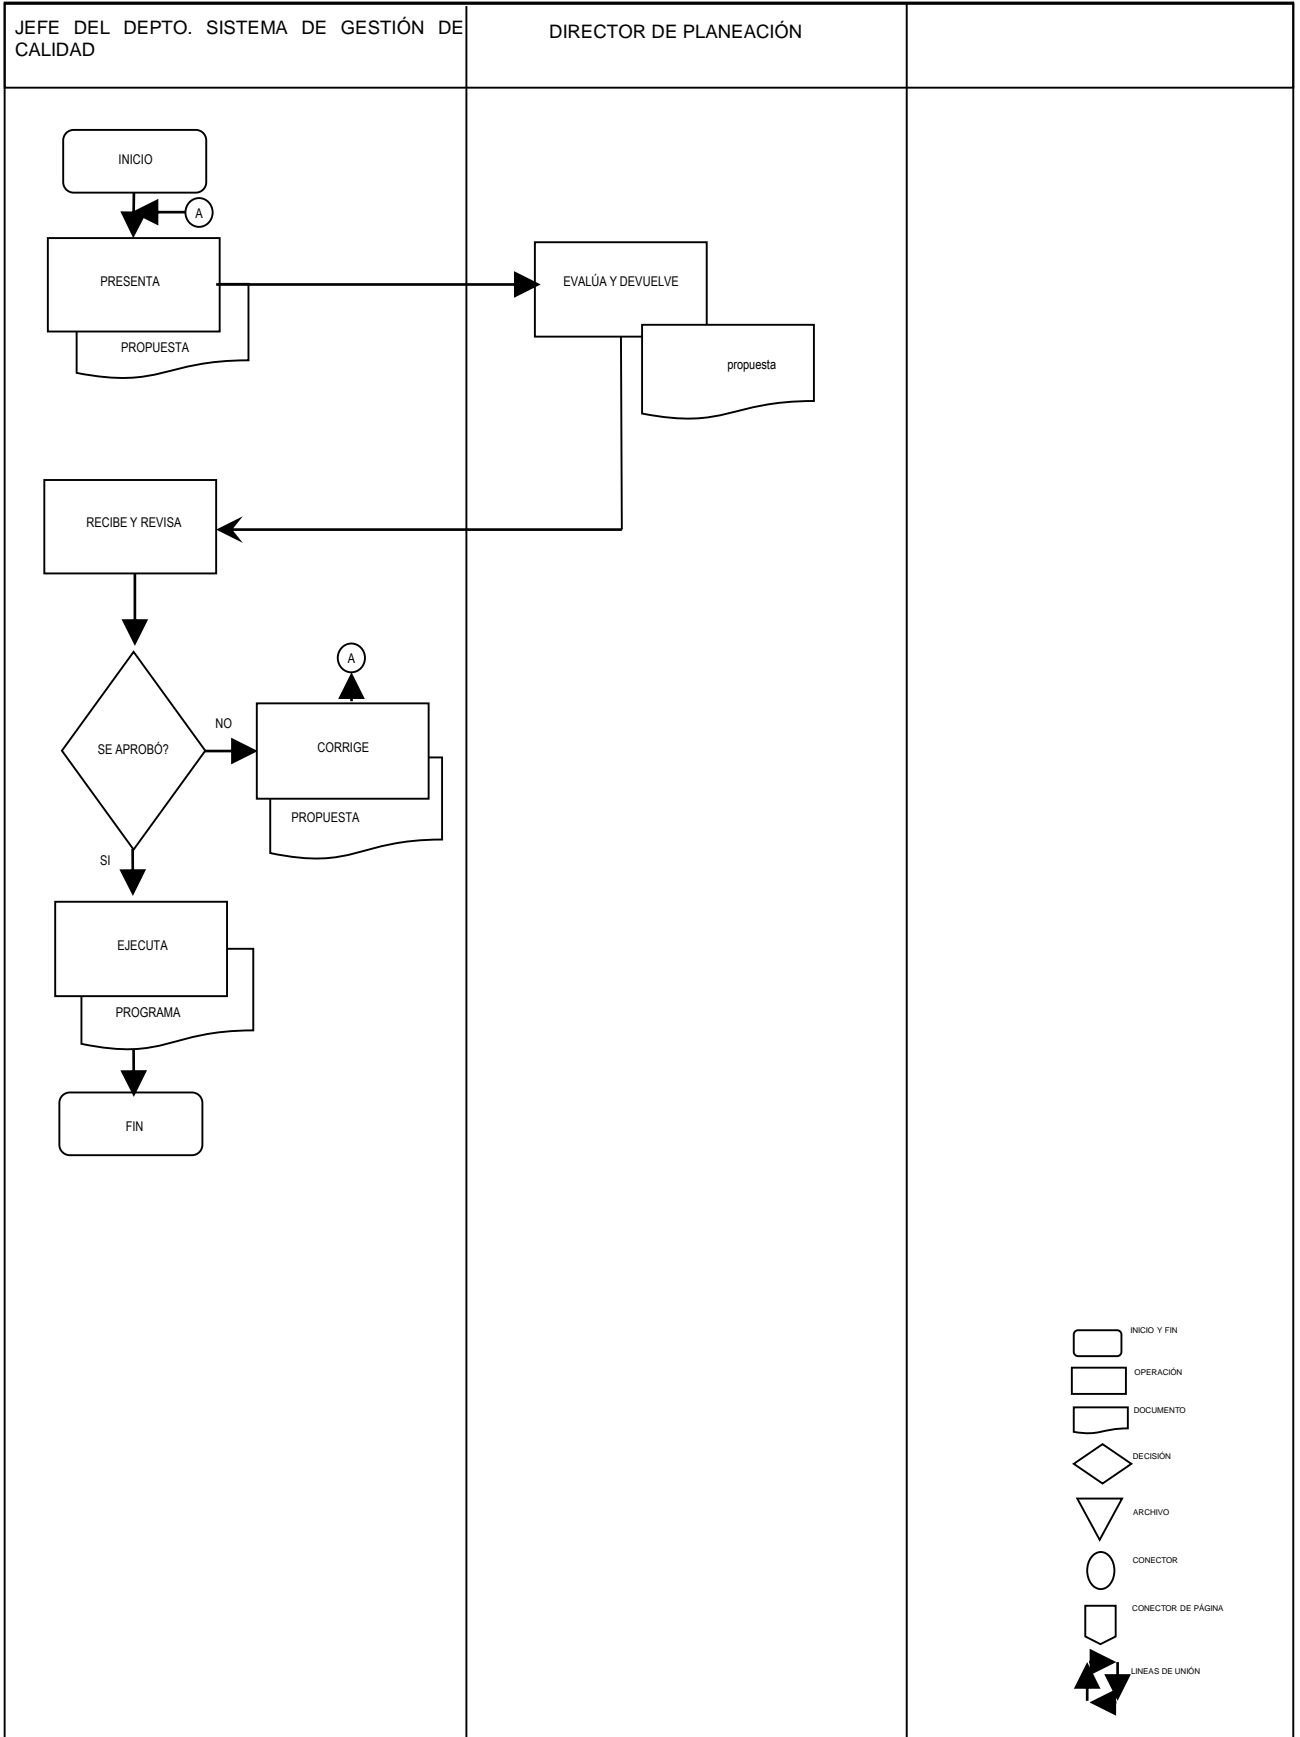 JEFE DEL DEPTO. SISTEMA DE GESTIÓN DE
CALIDAD
DIRECTOR DE PLANEACIÓN
INICIO
A
PRESENTA
PROPUESTA
EVALÚA Y DEVUELVE
propuesta
RECIBE Y REVISA
A
SE APROBÓ?
NO
CORRIGE
PROPUESTA
SI
EJECUTA
PROGRAMA
FIN
INICIO Y FIN
OPERACIÓN
DOCUMENTO
DECISIÓN
ARCHIVO
CONECTOR
CONECTOR DE PÁGINA
LINEAS DE UNIÓN